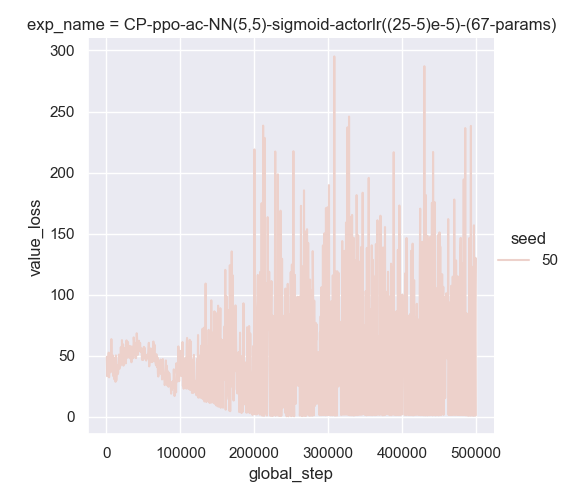 exp_name = CP-ppo-ac-NN(5,5)-sigmoid-actorlr((25-5)e-5)-(67-params)
300
250
200
150
100
50
0
value_loss
0 100000 200000 300000 400000 500000
global_step
seed
50